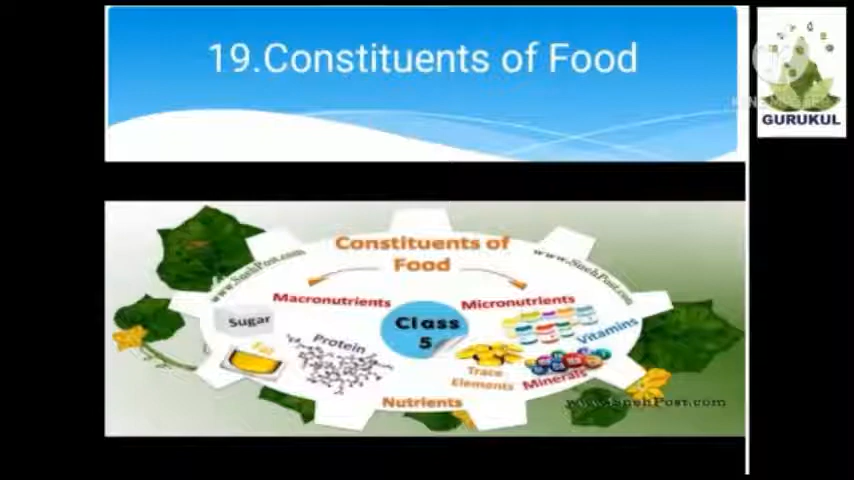 19.Constituents of Food
GURUKUL
Constituents of
Food
www.SnehPost.com
www.SnehPost.com
Macronutrients
Micronutrients
Sugar
Class
5
Vitamins
Fat
Protein
Trace
Elements
Minerals
Nutrients
www.SnehPost.com